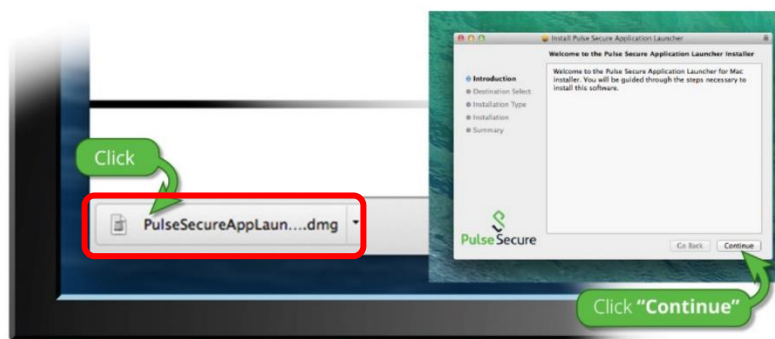 Click
PulseSecureAppLaun....dmg
Install Pulse Secure Application Launcher
Welcome to the Pulse Secure Application Launcher Installer
Introduction
Destination Select
Installation Type
Installation
Summary
Welcome to the Pulse Secure Application Launcher for Mac
installer. You will be guided through the steps necessary to
install this software.
Pulse Secure
Go Back
Continue
Click "Continue"